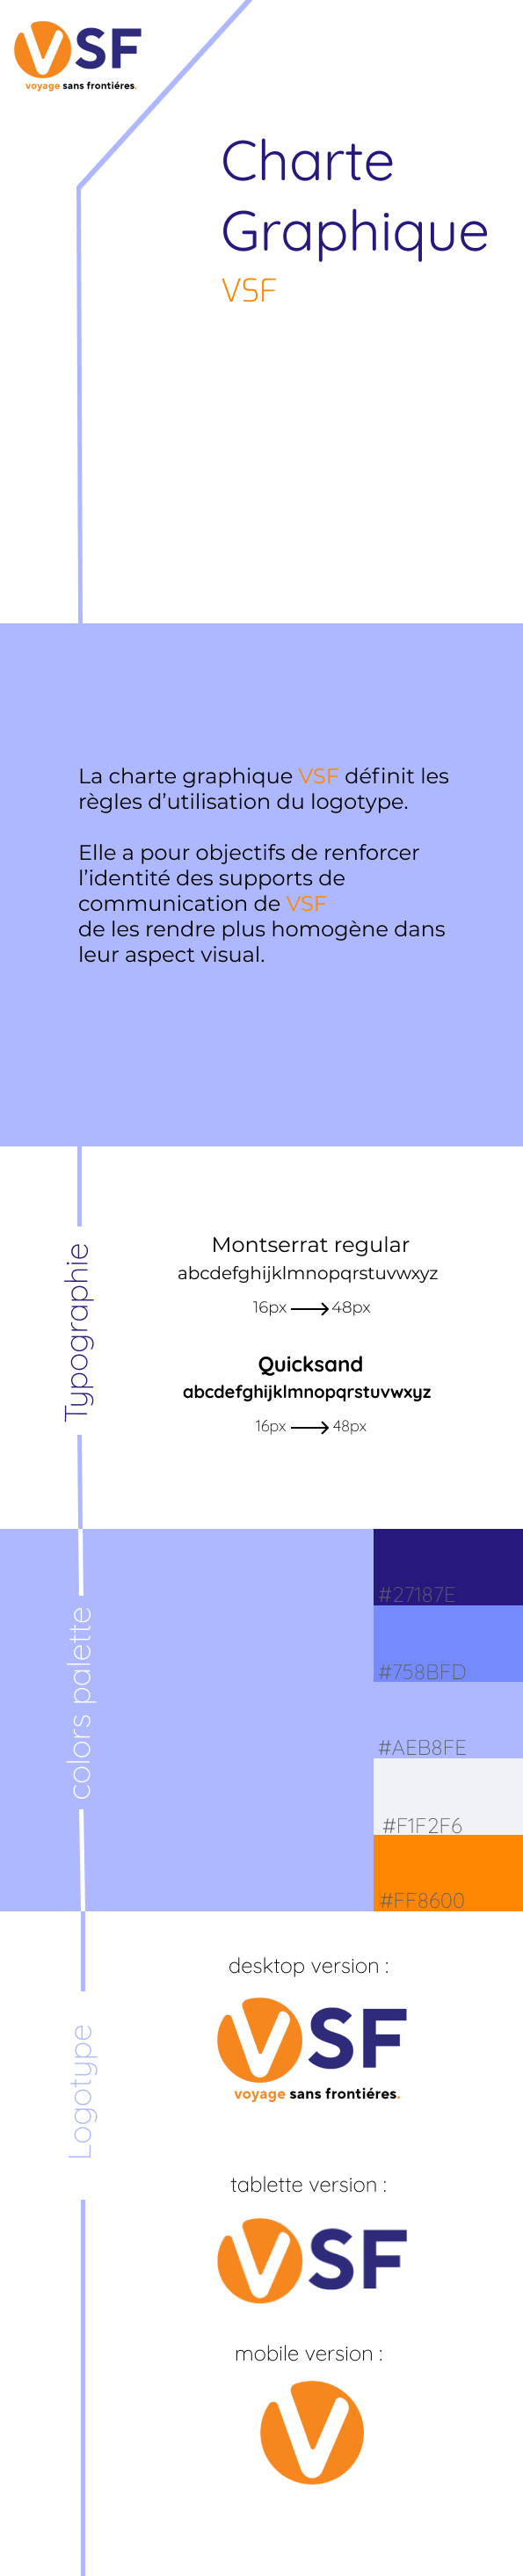 VSF
voyage sans frontiéres.
Charte
Graphique
VSF
La charte graphique VSF définit les
règles d’utilisation du logotype.
Elle a pour objectifs de renforcer
l’identité des supports de
communication de VSF
de les rendre plus homogène dans
leur aspect visual.
Typographie
Montserrat regular
abcdefghijklmnopqrstuvwxyz
16px → 48px
Quicksand
abcdefghijklmnopqrstuvwxyz
16px → 48px
colors palette
#27187E
#758BFD
#AEB8FE
#F1F2F6
#FF8600
Logotype
desktop version :
VSF
voyage sans frontiéres.
tablette version :
VSF
mobile version :
V